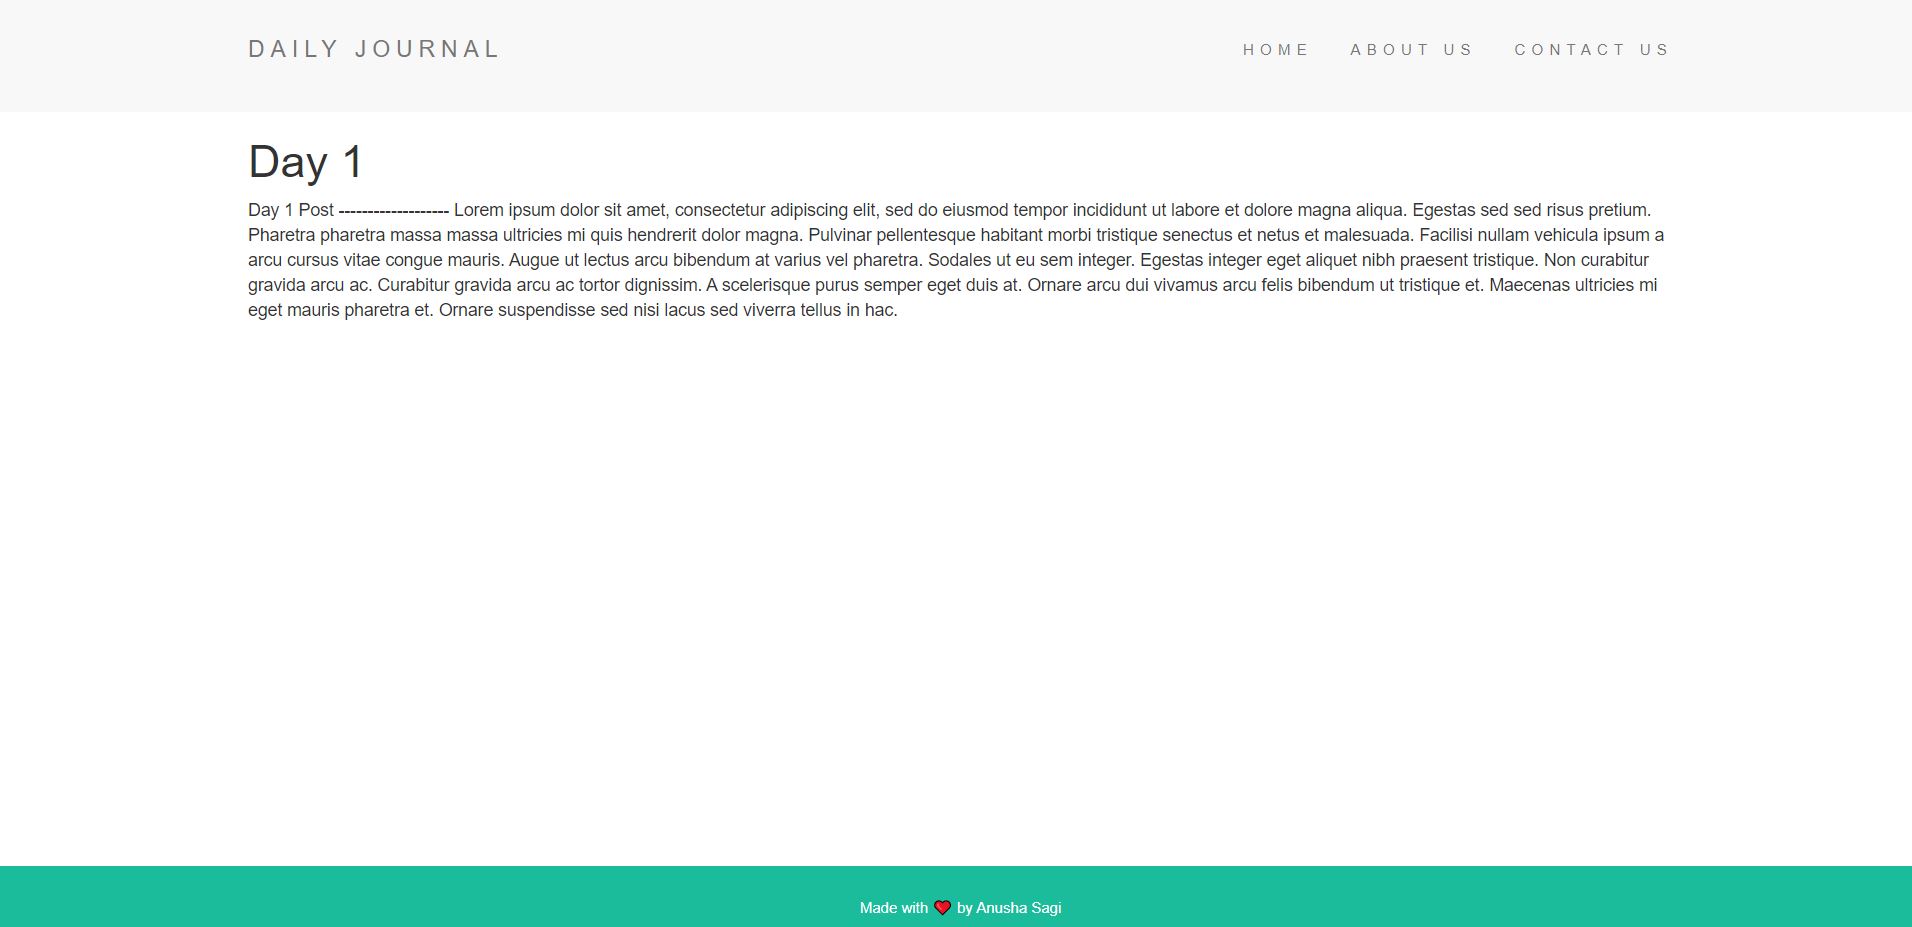 DAILY JOURNAL
HOME ABOUT US CONTACT US
Day 1
Day 1 Post ------------------- Lorem ipsum dolor sit amet, consectetur adipiscing elit, sed do eiusmod tempor incididunt ut labore et dolore magna aliqua. Egestas sed sed risus pretium.
Pharetra pharetra massa massa ultricies mi quis hendrerit dolor magna. Pulvinar pellentesque habitant morbi tristique senectus et netus et malesuada. Facilisi nullam vehicula ipsum a
arcu cursus vitae congue mauris. Augue ut lectus arcu bibendum at varius vel pharetra. Sodales ut eu sem integer. Egestas integer eget aliquet nibh praesent tristique. Non curabitur
gravida arcu ac. Curabitur gravida arcu ac tortor dignissim. A scelerisque purus semper eget duis at. Ornare arcu dui vivamus arcu felis bibendum ut tristique et. Maecenas ultricies mi
eget mauris pharetra et. Ornare suspendisse sed nisi lacus sed viverra tellus in hac.
Made with ❤ by Anusha Sagi